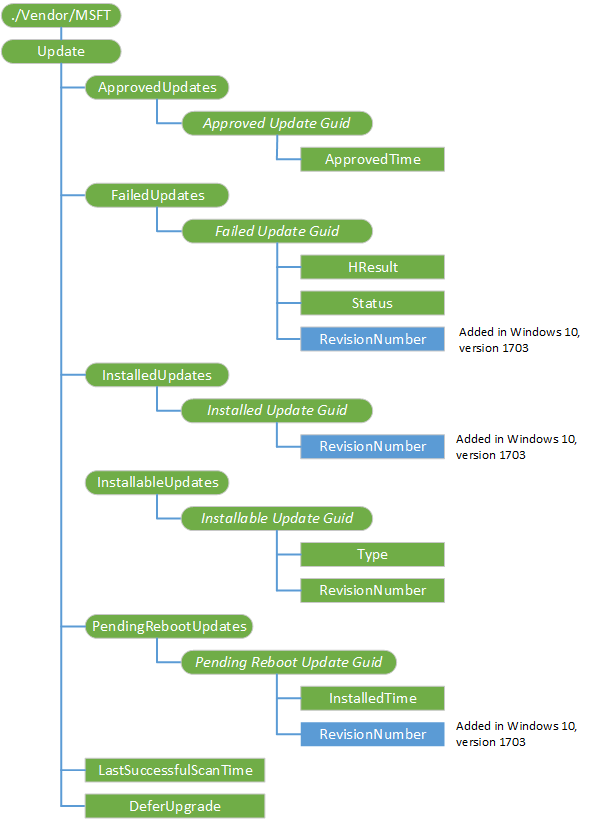 ./Vendor/MSFT
Update
ApprovedUpdates
Approved Update Guid
ApprovedTime
FailedUpdates
Failed Update Guid
HResult
Status
RevisionNumber
Added in Windows 10,
version 1703
InstalledUpdates
Installed Update Guid
RevisionNumber
Added in Windows 10,
version 1703
InstallableUpdates
Installable Update Guid
Type
RevisionNumber
PendingRebootUpdates
Pending Reboot Update Guid
InstalledTime
RevisionNumber
Added in Windows 10,
version 1703
LastSuccessfulScanTime
DeferUpgrade